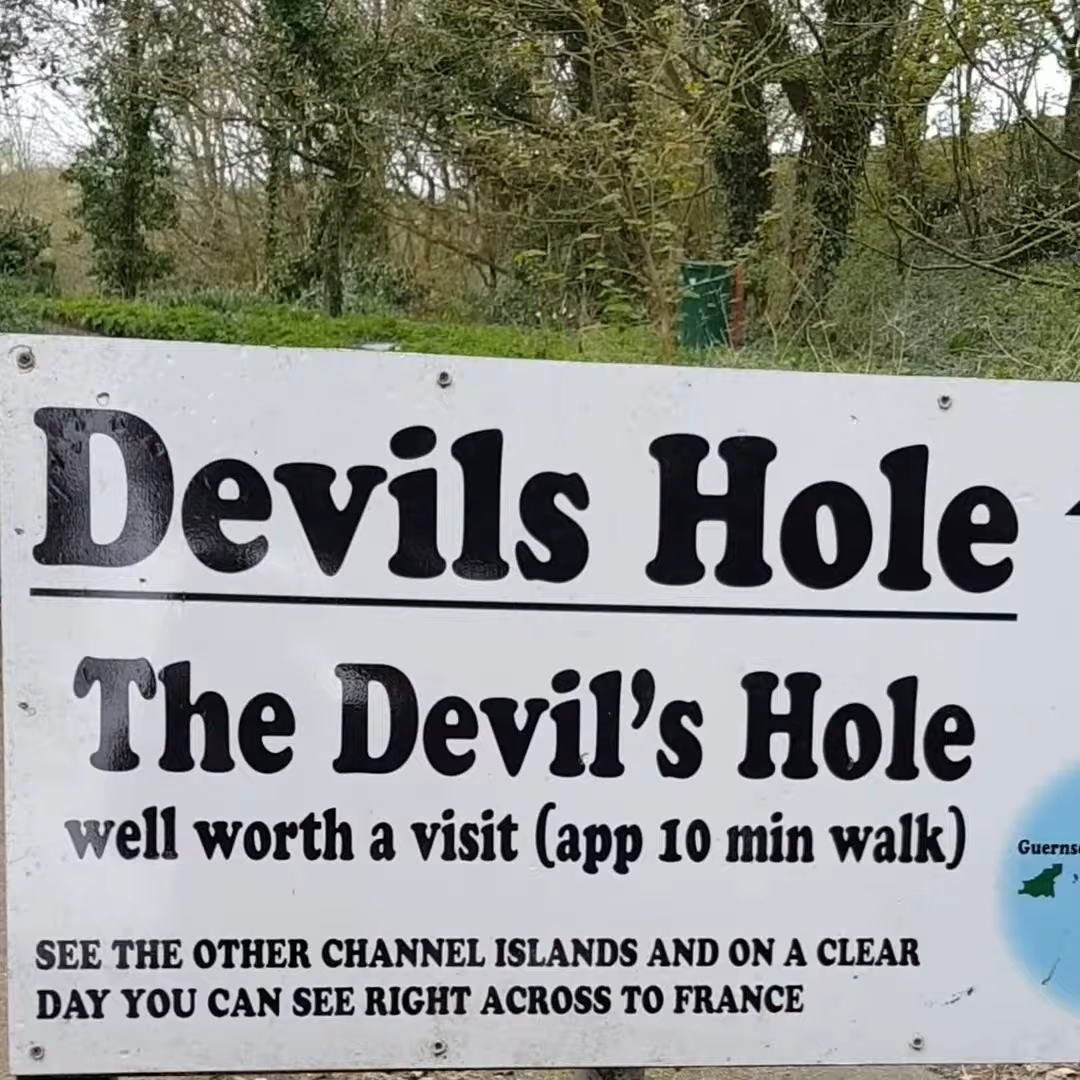 Devils Hole
The Devil's Hole
well worth a visit (app 10 min walk)
SEE THE OTHER CHANNEL ISLANDS AND ON A CLEAR
DAY YOU CAN SEE RIGHT ACROSS TO FRANCE